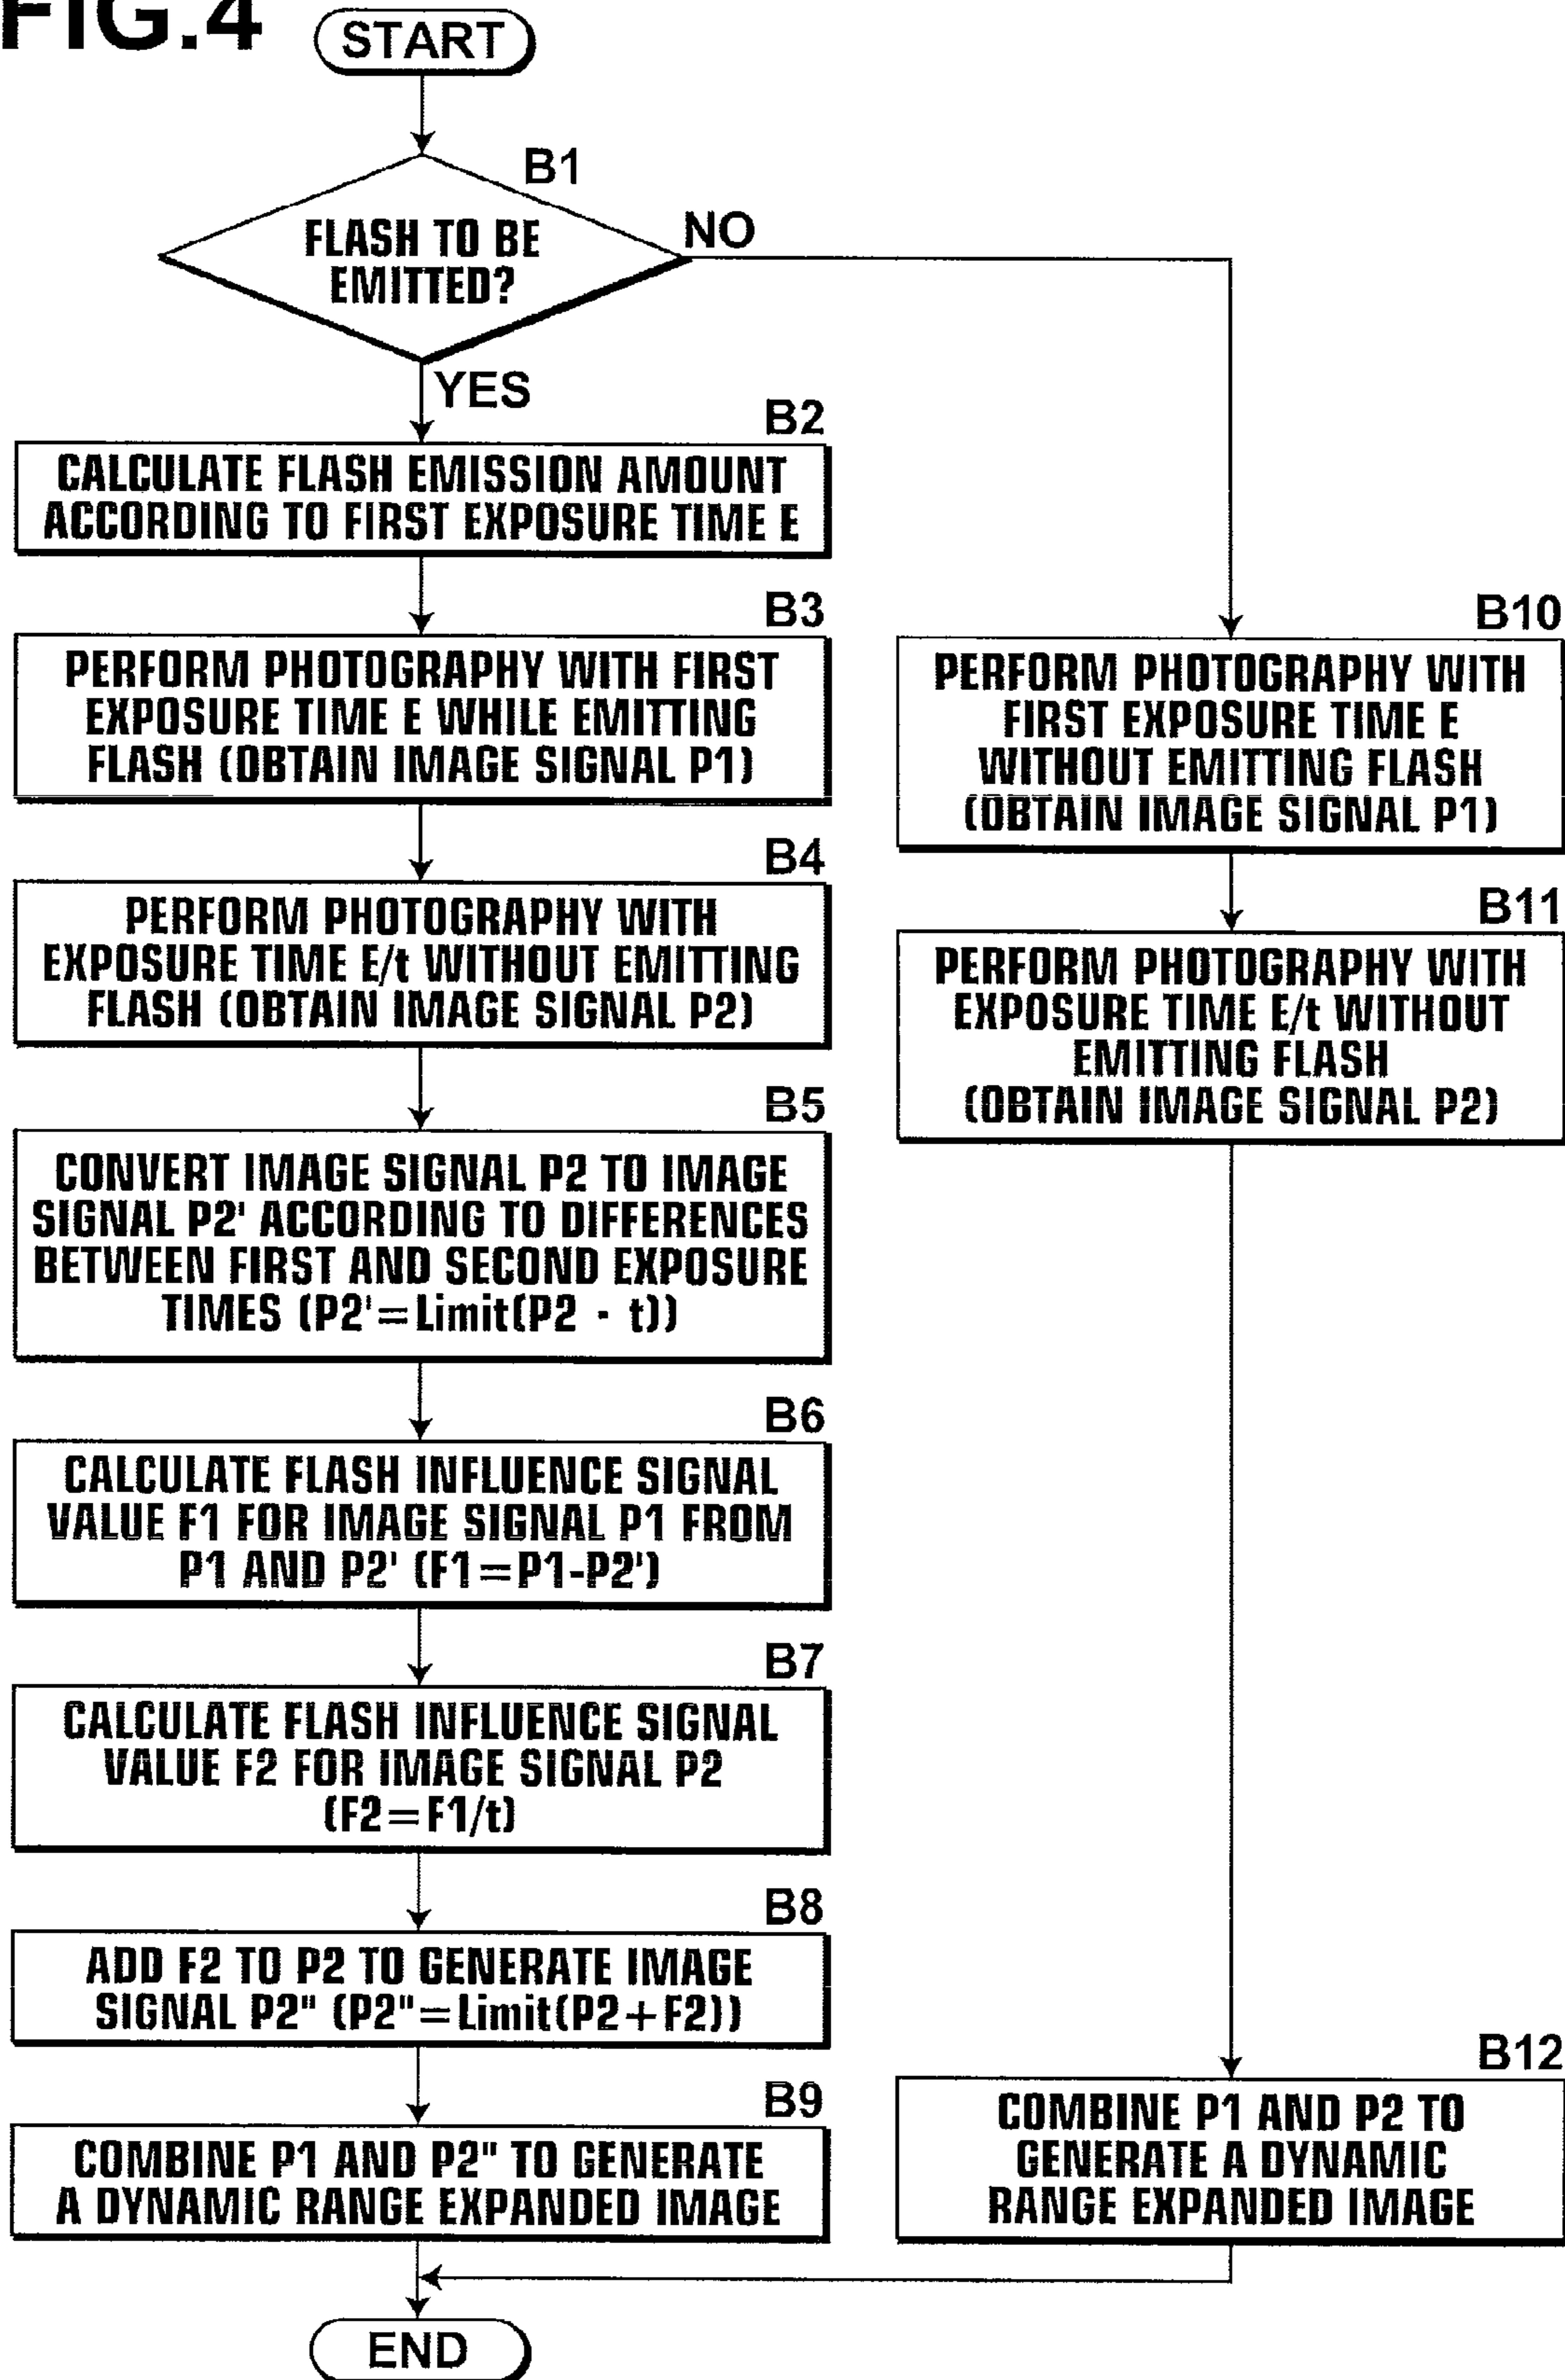 FIG.4
START
B1
FLASH TO BE
EMITTED?
NO
YES
B2
CALCULATE FLASH EMISSION AMOUNT
ACCORDING TO FIRST EXPOSURE TIME E
B3
PERFORM PHOTOGRAPHY WITH FIRST
EXPOSURE TIME E WHILE EMITTING
FLASH (OBTAIN IMAGE SIGNAL P1)
B4
PERFORM PHOTOGRAPHY WITH
EXPOSURE TIME E/t WITHOUT EMITTING
FLASH (OBTAIN IMAGE SIGNAL P2)
B5
CONVERT IMAGE SIGNAL P2 TO IMAGE
SIGNAL P2' ACCORDING TO DIFFERENCES
BETWEEN FIRST AND SECOND EXPOSURE
TIMES (P2'=Limit(P2 · t))
B6
CALCULATE FLASH INFLUENCE SIGNAL
VALUE F1 FOR IMAGE SIGNAL P1 FROM
P1 AND P2' (F1=P1-P2')
B7
CALCULATE FLASH INFLUENCE SIGNAL
VALUE F2 FOR IMAGE SIGNAL P2
(F2=F1/t)
B8
ADD F2 TO P2 TO GENERATE IMAGE
SIGNAL P2" (P2"=Limit(P2+F2))
B9
COMBINE P1 AND P2" TO GENERATE
A DYNAMIC RANGE EXPANDED IMAGE
B10
PERFORM PHOTOGRAPHY WITH
FIRST EXPOSURE TIME E
WITHOUT EMITTING FLASH
(OBTAIN IMAGE SIGNAL P1)
B11
PERFORM PHOTOGRAPHY WITH
EXPOSURE TIME E/t WITHOUT
EMITTING FLASH
(OBTAIN IMAGE SIGNAL P2)
B12
COMBINE P1 AND P2 TO
GENERATE A DYNAMIC
RANGE EXPANDED IMAGE
END